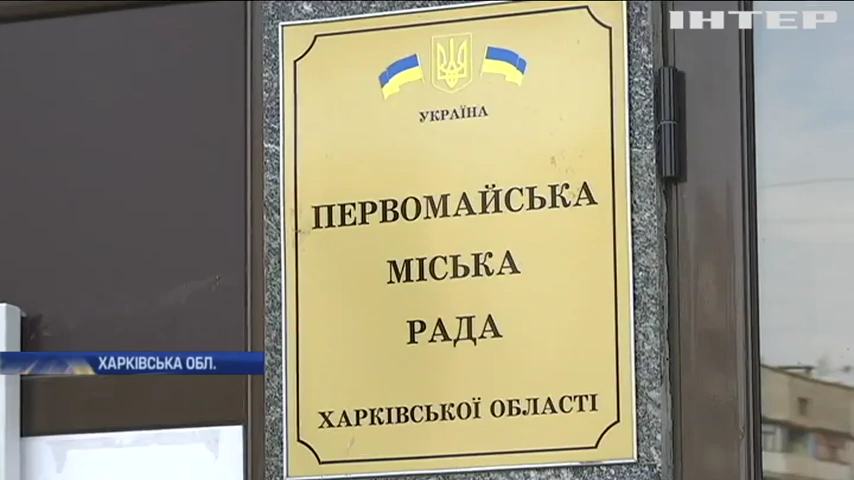 ІНТЕР
УКРАЇНА
ПЕРВОМАЙСЬКА
МІСЬКА
РАДА
ХАРКІВСЬКА ОБЛ.
ХАРКІВСЬКОЇ ОБЛАСТІ